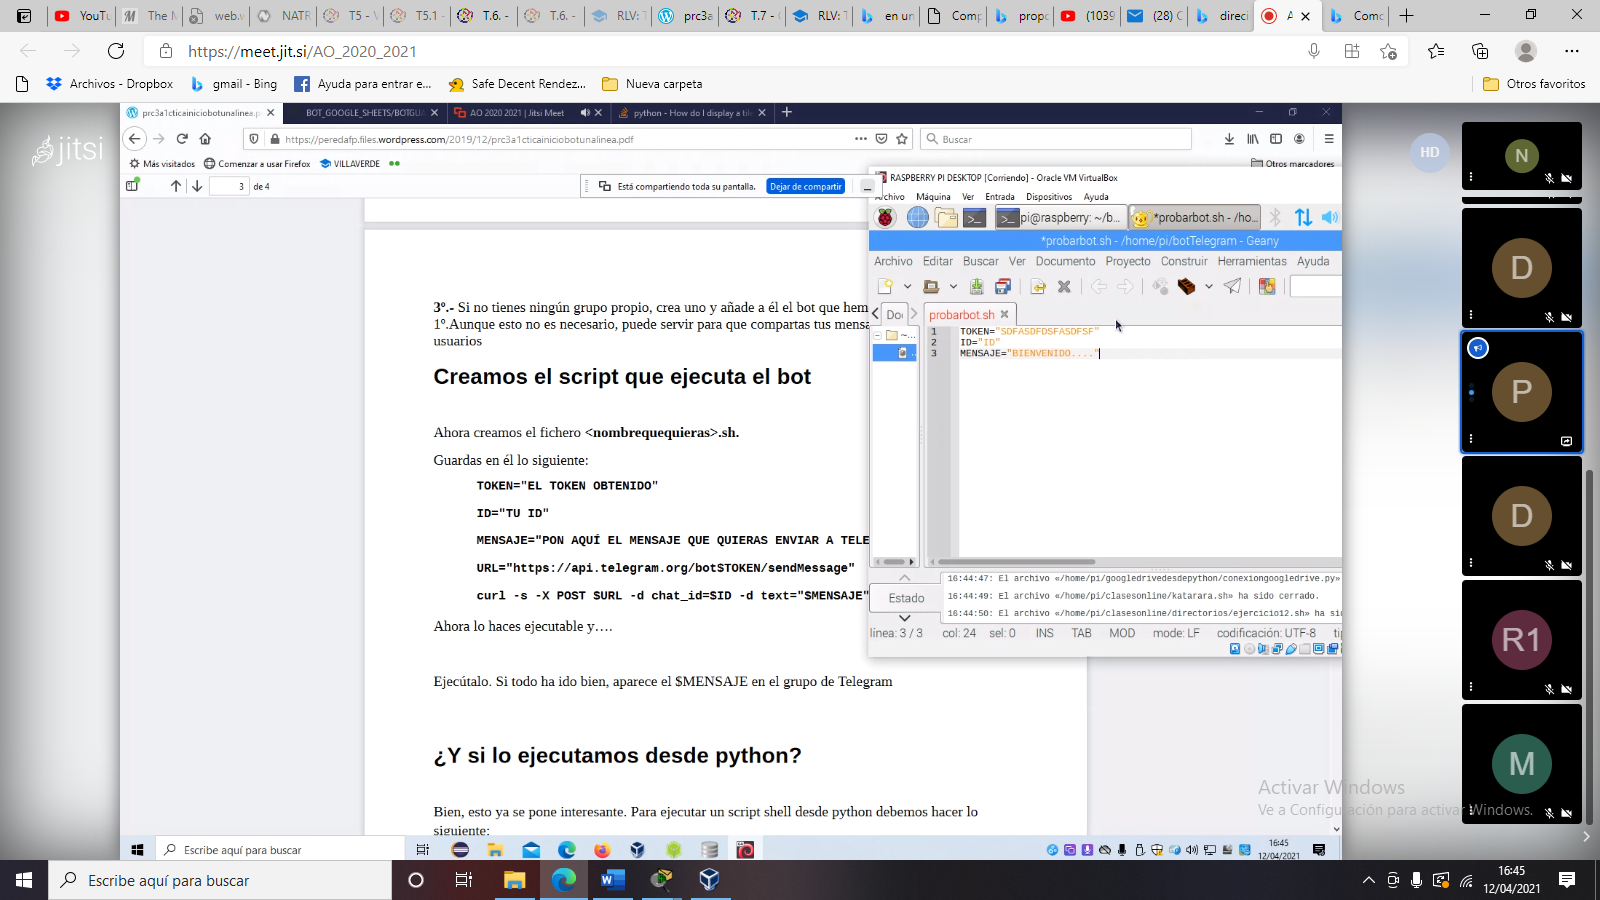 YouTu
The M
web.w
NATR
T5 - V
T5.1 -
T.6. -
T.6. -
RLV: T
prc3a
T.7 - C
RLV: T
en un
Comp
propo
(1039
(28) C
direci
A
Comc
https://meet.jit.si/AO_2020_2021
Archivos - Dropbox
gmail - Bing
Ayuda para entrar e...
Safe Decent Rendez...
Nueva carpeta
Otros favoritos
jitsi
prc3a1cticainiciobotunalinea.p
BOT_GOOGLE_SHEETS/BOTGUA
AO 2020 2021 | Jitsi Meet
python - How do I display a tile
https://peredafp.files.wordpress.com/2019/12/prc3a1cticainiciobotunalinea.pdf
Buscar
Más visitados
Comenzar a usar Firefox
VILLAVERDE
Otros marcadores
3
de 4
Está compartiendo toda su pantalla.
Dejar de compartir
3º.- Si no tienes ningún grupo propio, crea uno y añade a él el bot que hem
1º.Aunque esto no es necesario, puede servir para que compartas tus mensa
usuarios
Creamos el script que ejecuta el bot
Ahora creamos el fichero <nombrequequieras>.sh.
Guardas en él lo siguiente:
TOKEN="EL TOKEN OBTENIDO"
ID="TU ID"
MENSAJE="PON AQUÍ EL MENSAJE QUE QUIERAS ENVIAR A TELE
URL="https://api.telegram.org/bot$TOKEN/sendMessage"
curl -s -X POST $URL -d chat_id=$ID -d text="$MENSAJE"
Ahora lo haces ejecutable y….
Ejecútalo. Si todo ha ido bien, aparece el $MENSAJE en el grupo de Telegram
¿Y si lo ejecutamos desde python?
Bien, esto ya se pone interesante. Para ejecutar un script shell desde python debemos hacer lo
siguiente:
RASPBERRY PI DESKTOP [Corriendo] - Oracle VM VirtualBox
Archivo Máquina Ver Entrada Dispositivos Ayuda
pi@raspberry: ~/b...
*probarbot.sh - /ho...
*probarbot.sh - /home/pi/botTelegram - Geany
Archivo Editar Buscar Ver Documento Proyecto Construir Herramientas Ayuda
Do
probarbot.sh
1 TOKEN="SDFASDFDSFASDFSF"
2 ID="ID"
3 MENSAJE="BIENVENIDO...."
Estado
16:44:47: El archivo «/home/pi/googledrivedesdepython/conexiongoogledrive.py»
16:44:49: El archivo «/home/pi/clasesonline/katarara.sh» ha sido cerrado.
16:44:50: El archivo «/home/pi/clasesonline/directorios/ejercicio12.sh» ha si
línea: 3 / 3 col: 24 sel: 0 INS TAB MOD mode: LF codificación: UTF-8 ti
HD
N
D
P
D
R1
M
Activar Windows
Ve a Configuración para activar Windows.
Escribe aquí para buscar
16:45
12/04/2021
Escribe aquí para buscar
16:45
12/04/2021